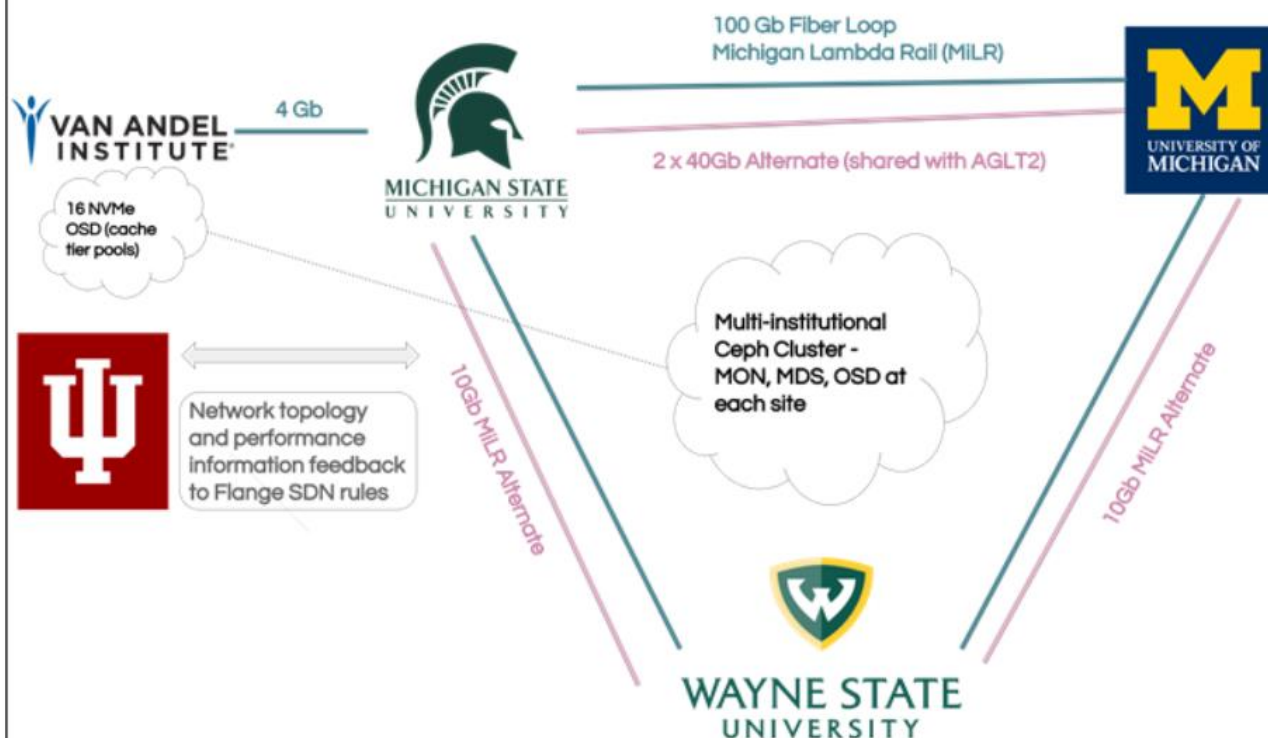 100 Gb Fiber Loop
Michigan Lambda Rail (MiLR)
4 Gb
VAN ANDEL
INSTITUTE®
MICHIGAN STATE
UNIVERSITY
M
UNIVERSITY OF
MICHIGAN
2 x 40Gb Alternate (shared with AGLT2)
16 NVMe
OSD (cache
tier pools)
Multi-institutional
Ceph Cluster -
MON, MDS, OSD at
each site
Network topology
and performance
information feedback
to Flange SDN rules
10Gb MiLR Alternate
10Gb MiLR Alternate
W
WAYNE STATE
UNIVERSITY